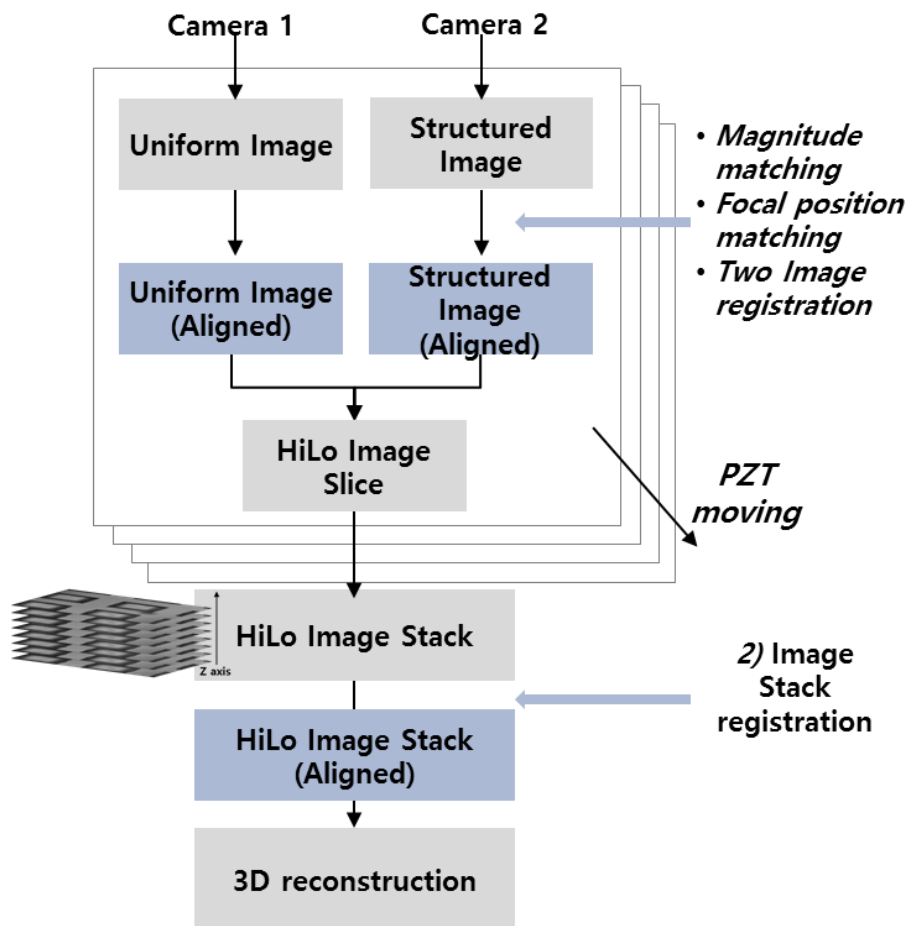 Camera 1
Camera 2
Uniform Image
Structured
Image
• Magnitude
matching
• Focal position
matching
• Two Image
registration
Uniform Image
(Aligned)
Structured
Image
(Aligned)
HiLo Image
Slice
PZT
moving
Z axis
HiLo Image Stack
2) Image
Stack
registration
HiLo Image Stack
(Aligned)
3D reconstruction